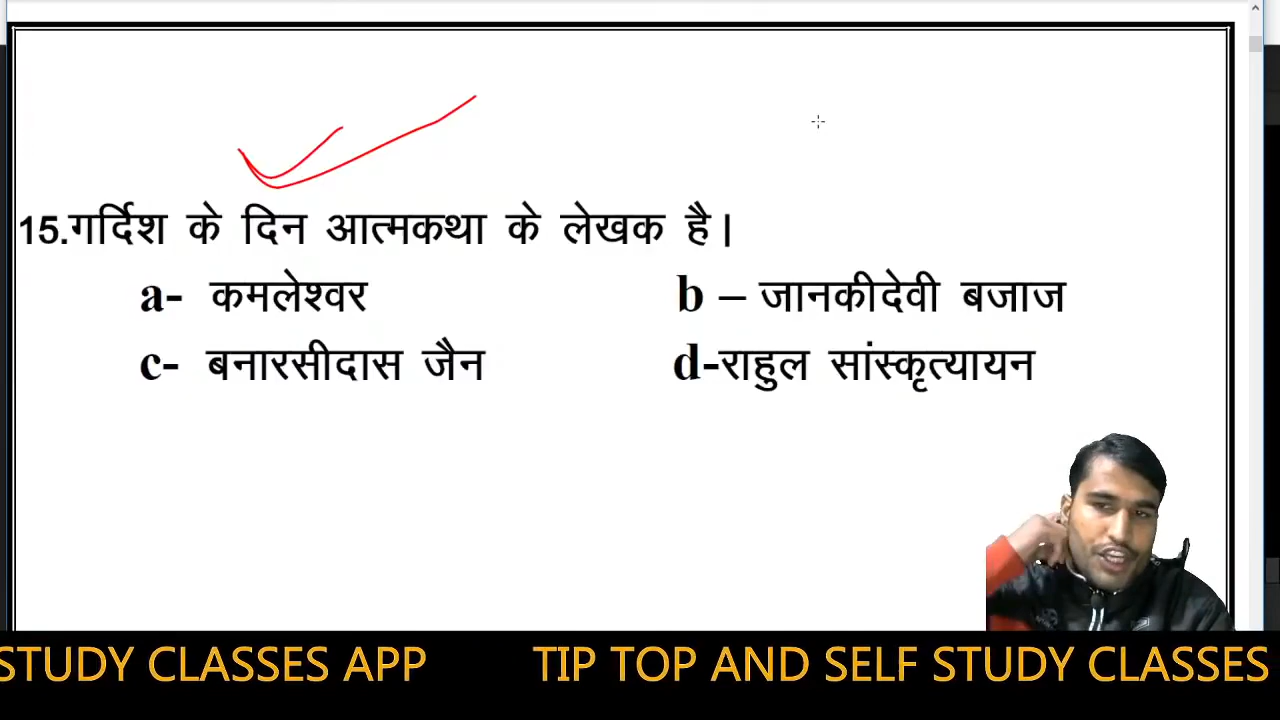 15.गर्दिश के दिन आत्मकथा के लेखक है।
a- कमलेश्वर b – जानकीदेवी बजाज
c- बनारसीदास जैन d-राहुल सांस्कृत्यायन
STUDY CLASSES APP TIP TOP AND SELF STUDY CLASSES